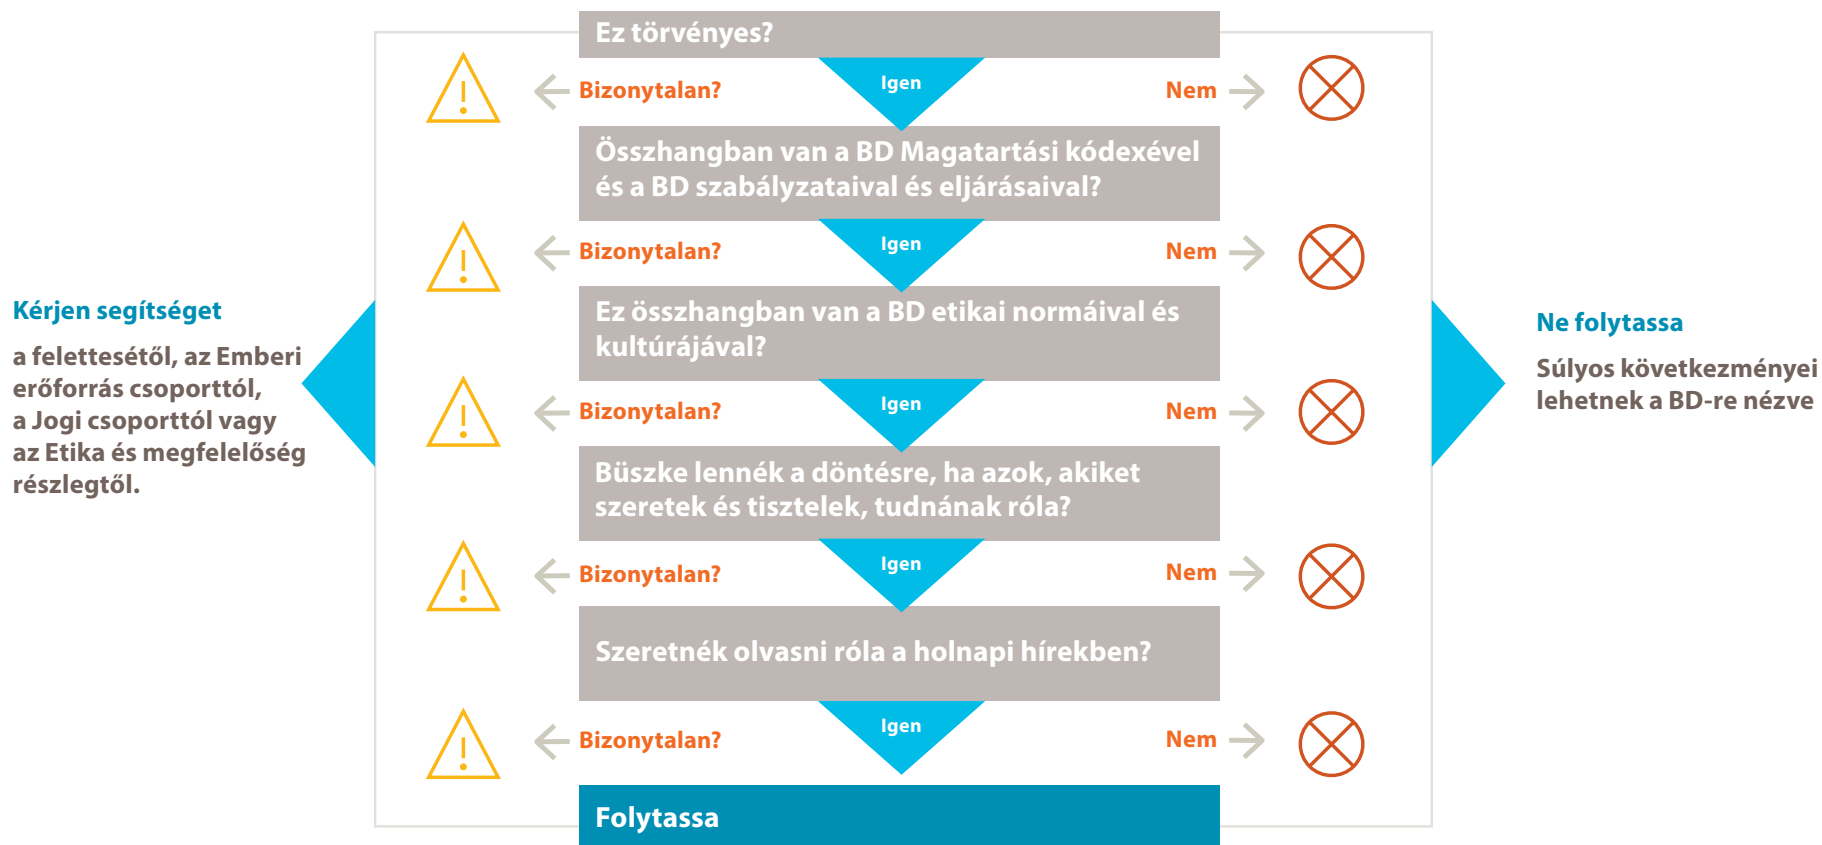 Ez törvényes?
Bizonytalan?
Igen
Nem
Összhangban van a BD Magatartási kódexével
és a BD szabályzataival és eljárásaival?
Bizonytalan?
Igen
Nem
Ez összhangban van a BD etikai normáival és
kultúrájával?
Bizonytalan?
Igen
Nem
Büszke lennék a döntésre, ha azok, akiket
szeretek és tisztelek, tudnának róla?
Bizonytalan?
Igen
Nem
Szeretnék olvasni róla a holnapi hírekben?
Bizonytalan?
Igen
Nem
Folytassa
Kérjen segítséget
a felettesétől, az Emberi
erőforrás csoporttól,
a Jogi csoporttól vagy
az Etika és megfelelőség
részlegtől.
Ne folytassa
Súlyos következményei
lehetnek a BD-re nézve